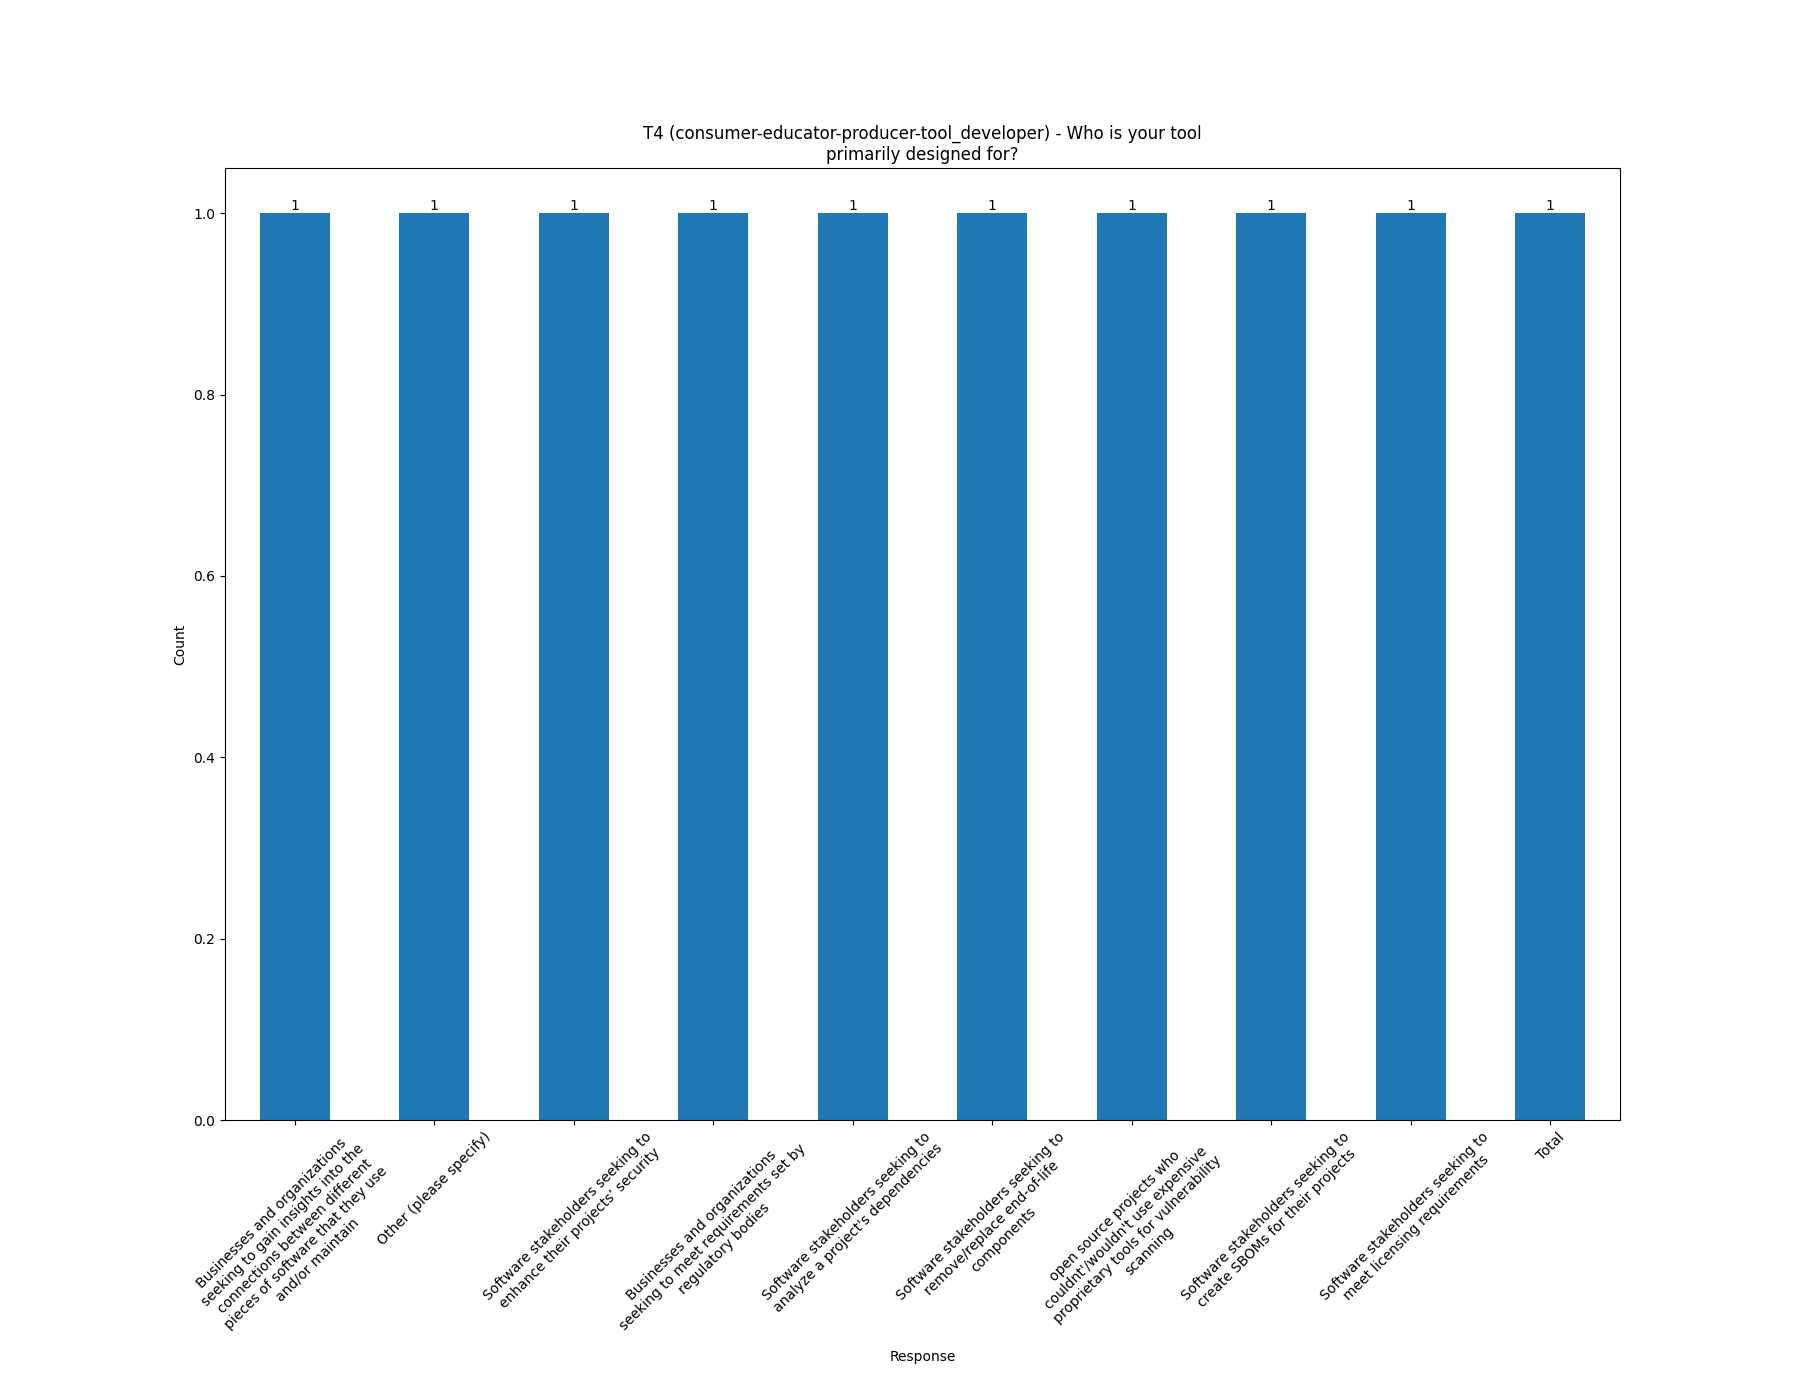 T4 (consumer-educator-producer-tool_developer) - Who is your tool
primarily designed for?
1
1
1
1
1
1
1
1
1
1
1.0
0.8
0.6
0.4
0.2
0.0
Count
Businesses and organizations
seeking to gain insights into the
connections between different
pieces of software that they use
and/or maintain
Other (please specify)
Software stakeholders seeking to
enhance their projects’ security
Businesses and organizations
seeking to meet requirements set by
regulatory bodies
Software stakeholders seeking to
analyze a project's dependencies
Software stakeholders seeking to
remove/replace end-of-life
components
open source projects who
couldnt'/wouldn't use expensive
proprietary tools for vulnerability
scanning
Software stakeholders seeking to
create SBOMs for their projects
Software stakeholders seeking to
meet licensing requirements
Total
Response